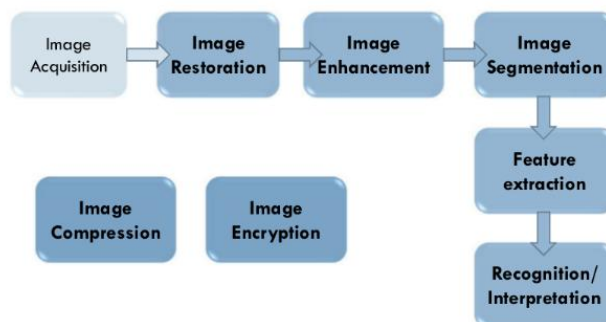 Image
Acquisition
Image
Restoration
Image
Enhancement
Image
Segmentation
Feature
extraction
Image
Compression
Image
Encryption
Recognition/
Interpretation